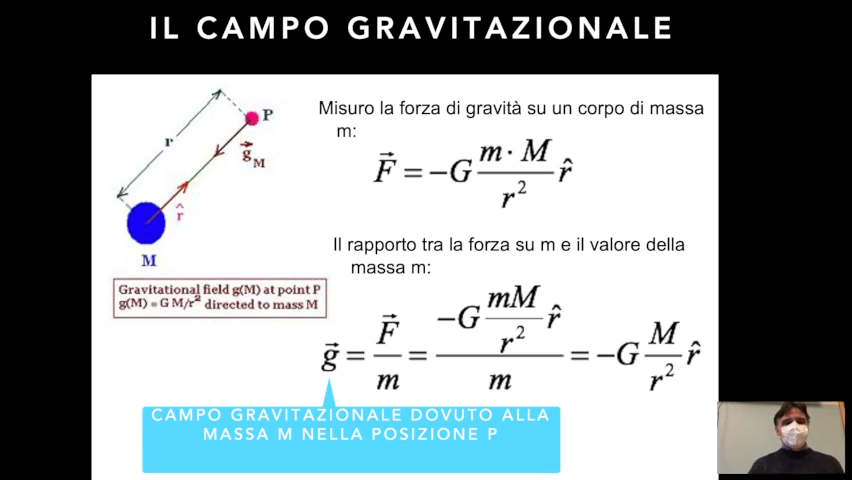 IL CAMPO GRAVITAZIONALE
P
r
g⃗ M
r̂
M
Gravitational field g(M) at point P
g(M) = G M/r² directed to mass M
Misuro la forza di gravità su un corpo di massa
m:
F⃗ = −G m · M / r² r̂
Il rapporto tra la forza su m e il valore della
massa m:
g⃗ = F⃗ / m = (−G mM / r² r̂) / m = −G M / r² r̂
CAMPO GRAVITAZIONALE DOVUTO ALLA
MASSA M NELLA POSIZIONE P